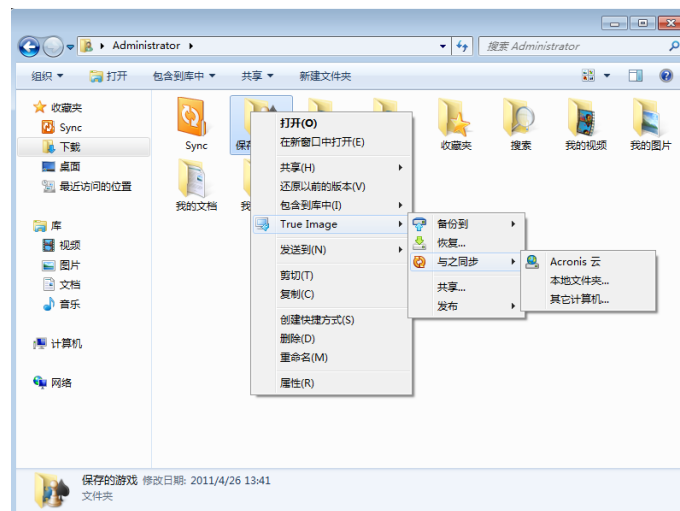 Administrator
搜索 Administrator
组织 打开 包含到库中 共享 新建文件夹
收藏夹
Sync
下载
桌面
最近访问的位置
库
视频
图片
文档
音乐
计算机
网络
Sync
收藏夹
搜索
我的视频
我的图片
我的文档
打开(O)
在新窗口中打开(E)
共享(H)
还原以前的版本(V)
包含到库中(I)
True Image
发送到(N)
剪切(T)
复制(C)
创建快捷方式(S)
删除(D)
重命名(M)
属性(R)
备份到
恢复...
与之同步
共享...
发布
Acronis 云
本地文件夹...
其它计算机...
保存的游戏 修改日期: 2011/4/26 13:41
文件夹